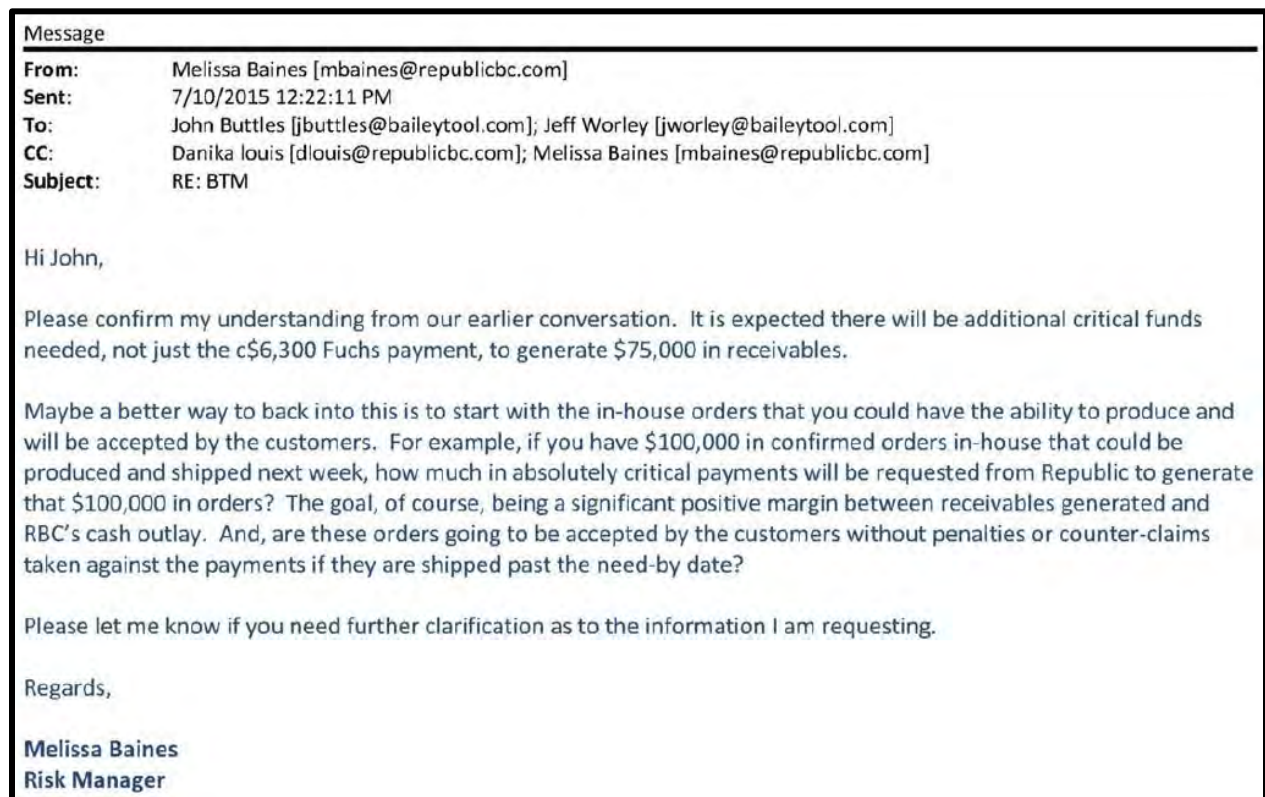 Message
From: Melissa Baines [mbaines@republicbc.com]
Sent: 7/10/2015 12:22:11 PM
To: John Buttles [jbuttles@baileytool.com]; Jeff Worley [jworley@baileytool.com]
CC: Danika louis [dlouis@republicbc.com]; Melissa Baines [mbaines@republicbc.com]
Subject: RE: BTM
Hi John,
Please confirm my understanding from our earlier conversation. It is expected there will be additional critical funds
needed, not just the c$6,300 Fuchs payment, to generate $75,000 in receivables.
Maybe a better way to back into this is to start with the in-house orders that you could have the ability to produce and
will be accepted by the customers. For example, if you have $100,000 in confirmed orders in-house that could be
produced and shipped next week, how much in absolutely critical payments will be requested from Republic to generate
that $100,000 in orders? The goal, of course, being a significant positive margin between receivables generated and
RBC's cash outlay. And, are these orders going to be accepted by the customers without penalties or counter-claims
taken against the payments if they are shipped past the need-by date?
Please let me know if you need further clarification as to the information I am requesting.
Regards,
Melissa Baines
Risk Manager